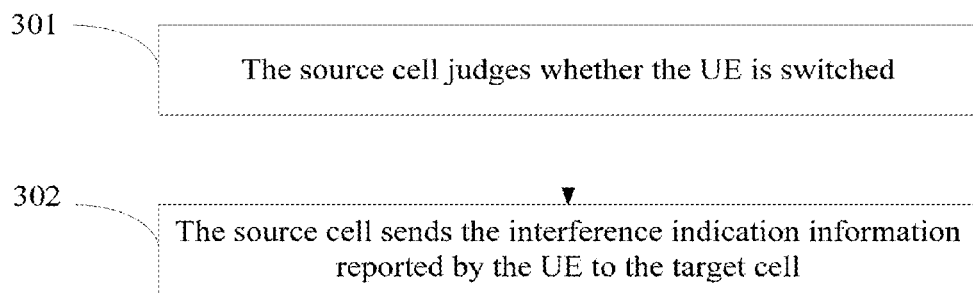 301
The source cell judges whether the UE is switched
302
The source cell sends the interference indication information
reported by the UE to the target cell